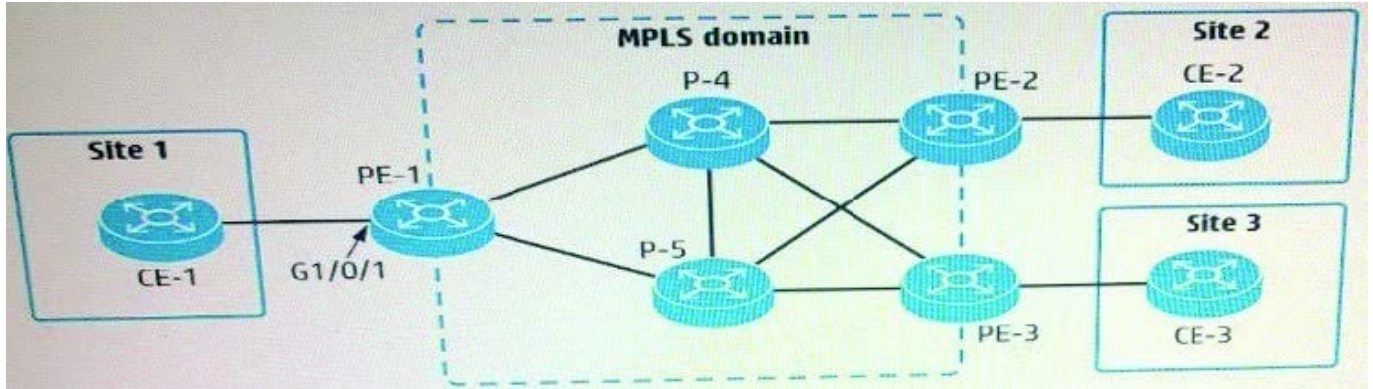 MPLS domain
Site 2
P-4
PE-2
CE-2
Site 1
PE-1
Site 3
P-5
CE-1
G1/0/1
PE-3
CE-3